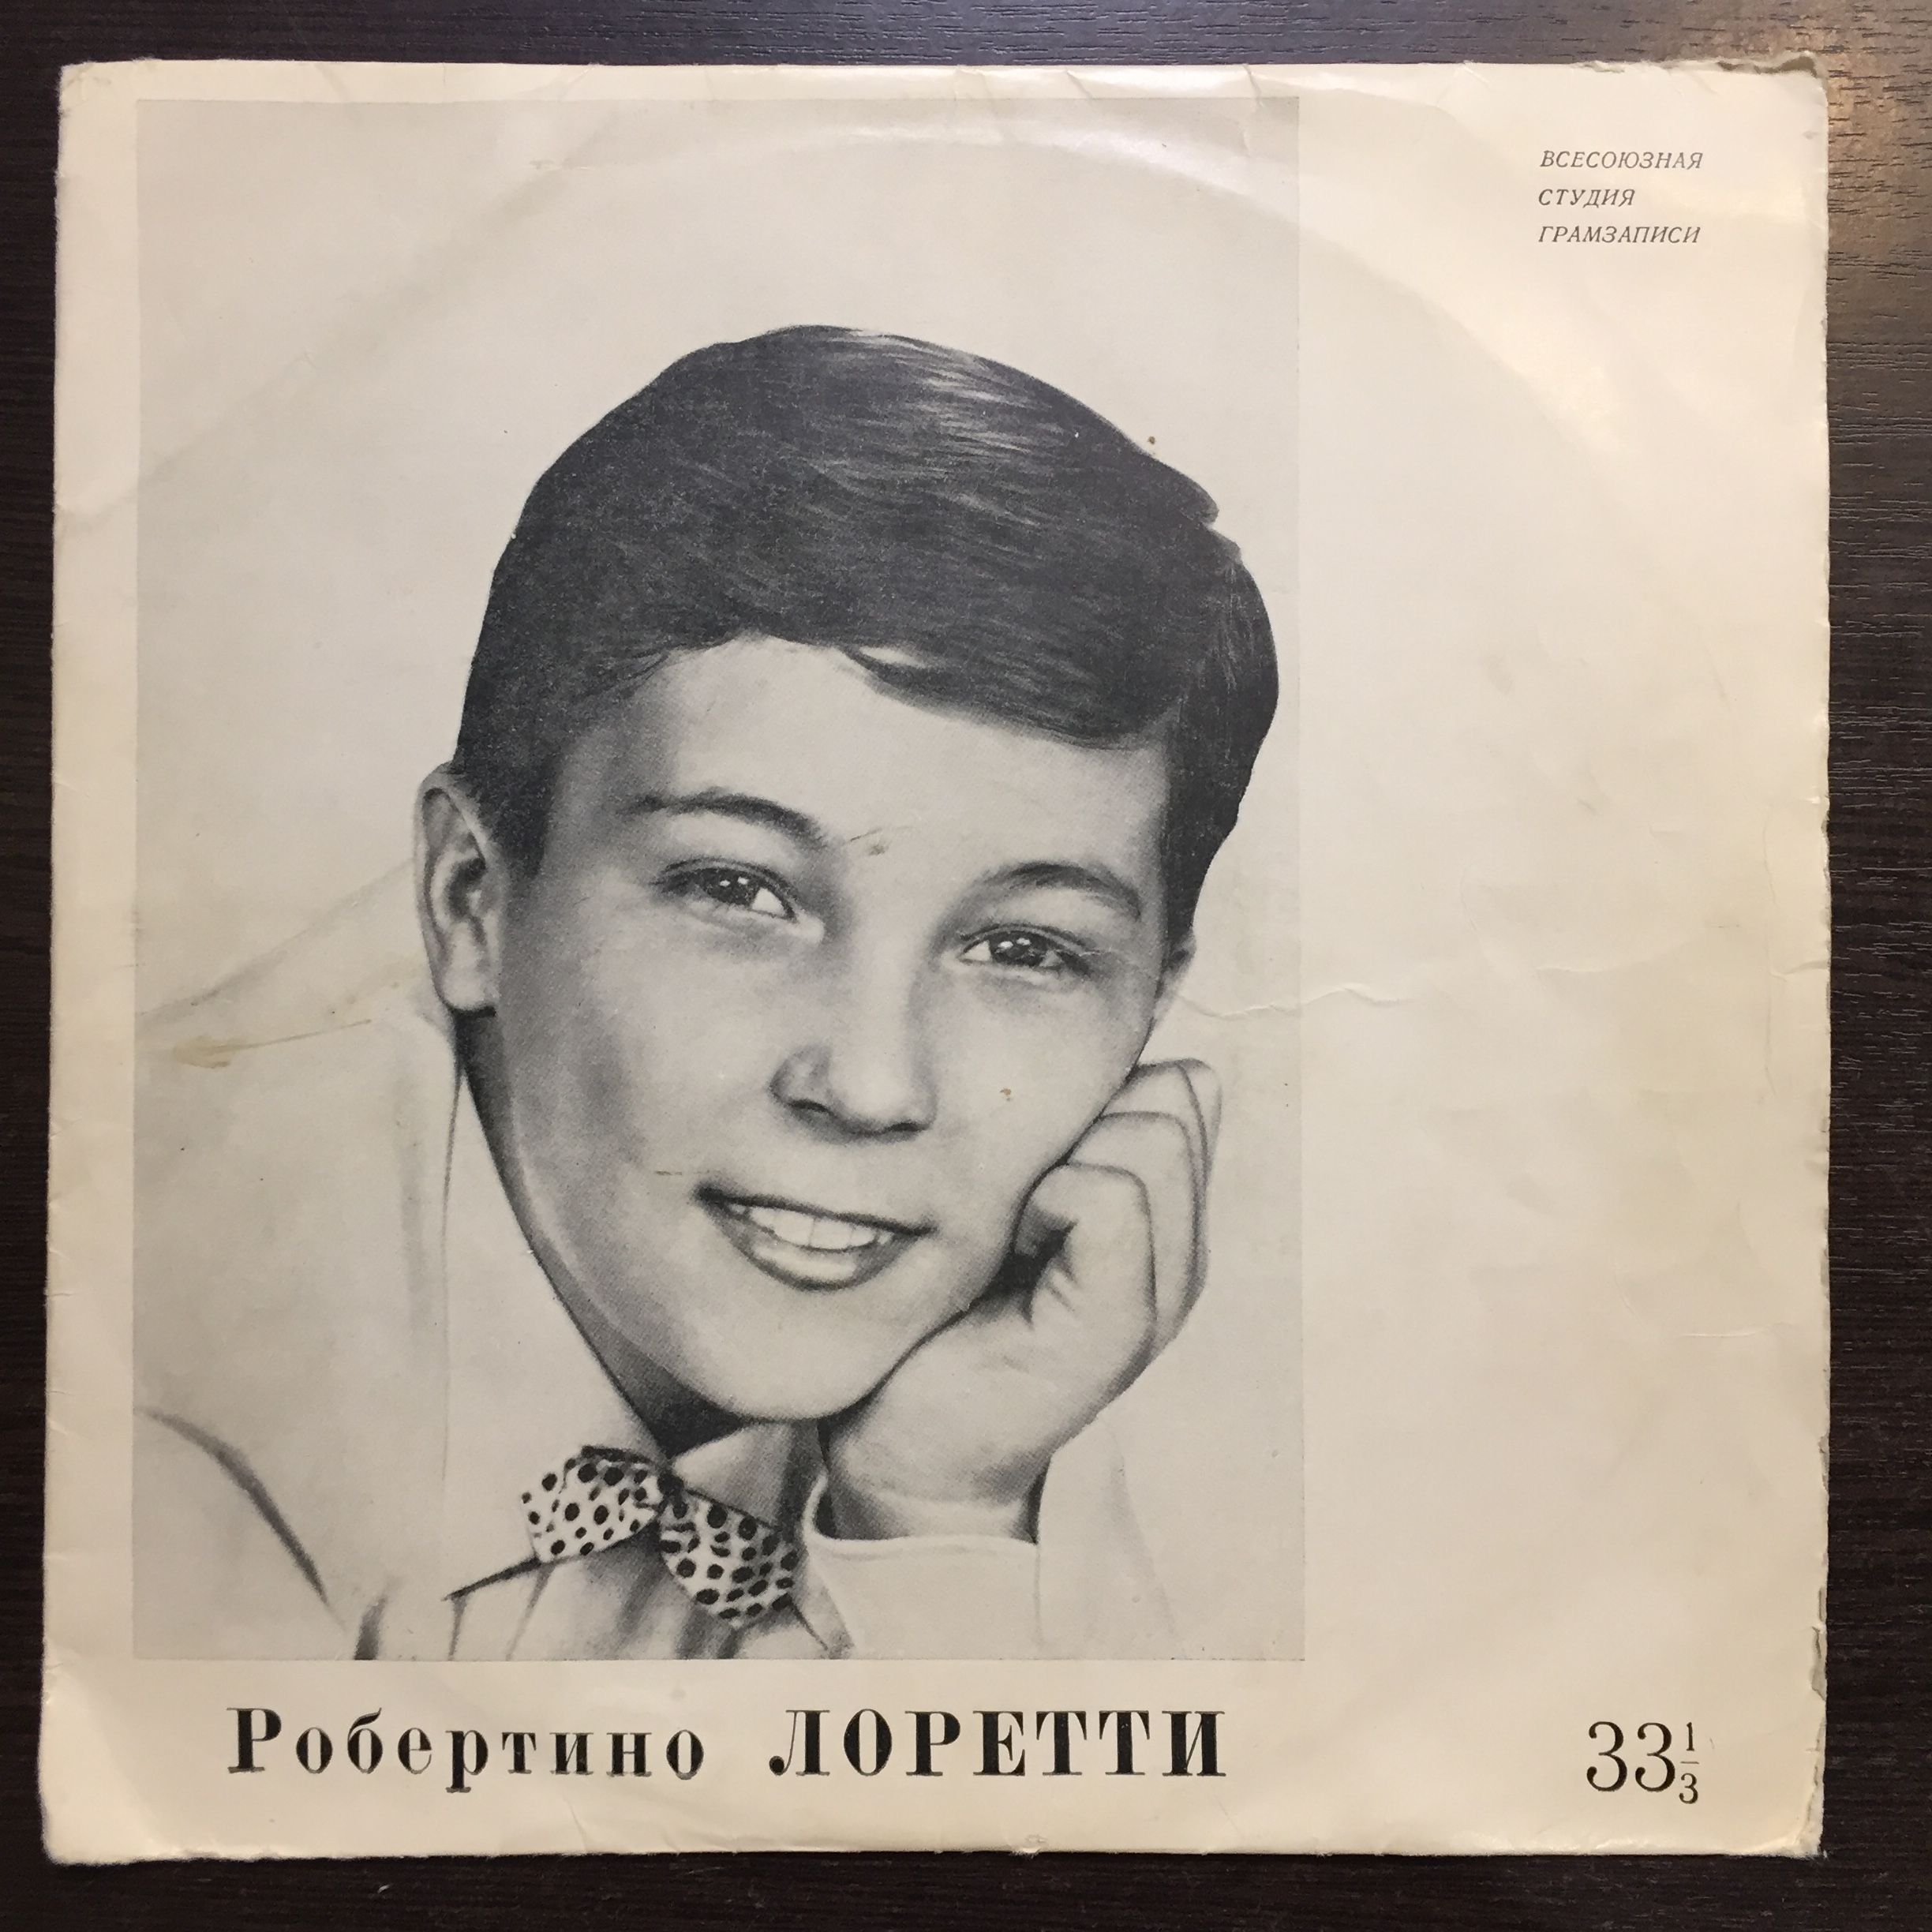 ВСЕСОЮЗНАЯ
СТУДИЯ
ГРАМЗАПИСИ
Робертино ЛОРЕТТИ
33 1/3